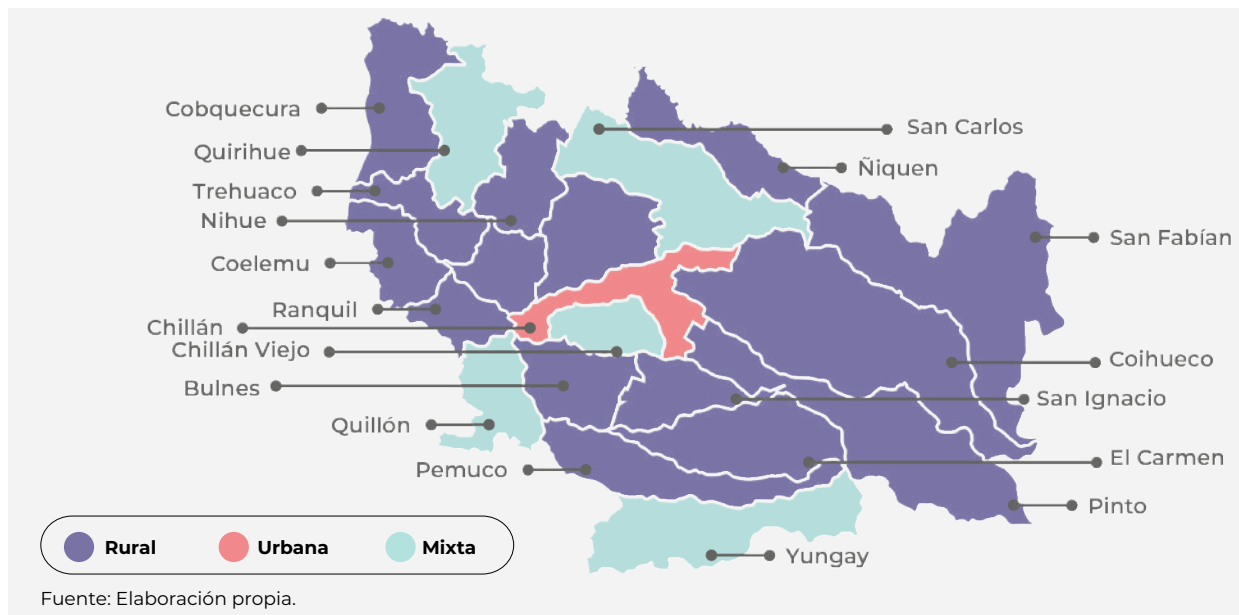 Cobquecura
San Carlos
Quirihue
Ñiquen
Trehuaco
Nihue
San Fabían
Coelemu
Ranquil
Chillán
Chillán Viejo
Coihueco
Bulnes
San Ignacio
Quillón
Pemuco
El Carmen
Pinto
Rural
Urbana
Mixta
Yungay
Fuente: Elaboración propia.